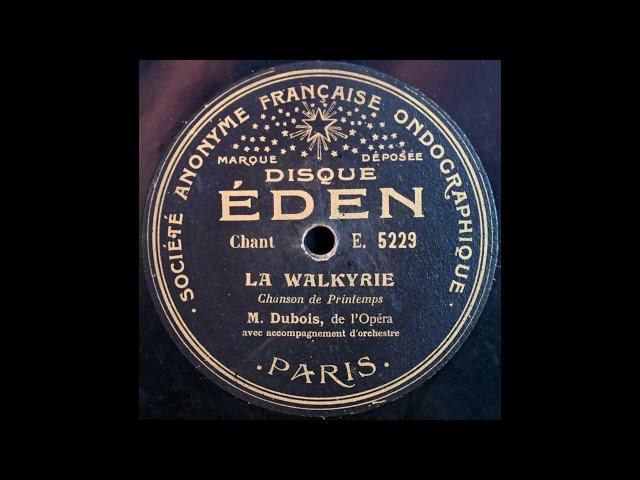 · SOCIÉTÉ ANONYME FRANÇAISE ONDOGRAPHIQUE ·
MARQUE DÉPOSÉE
DISQUE
ÉDEN
Chant E. 5229
LA WALKYRIE
Chanson de Printemps
M. Dubois, de l'Opéra
avec accompagnement d'orchestre
· PARIS ·